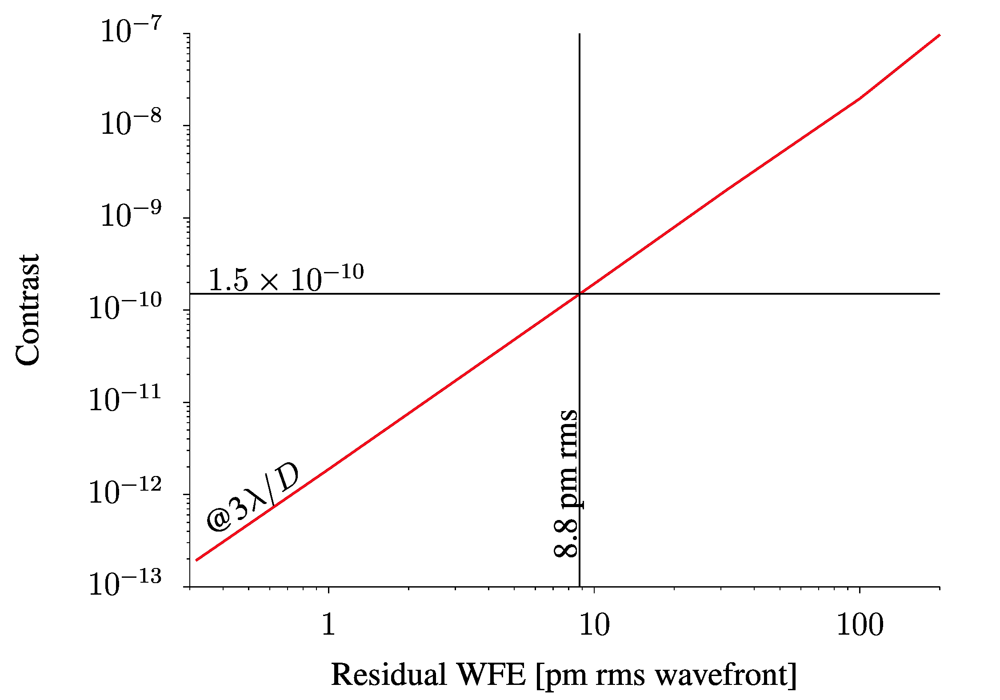 10⁻⁷
10⁻⁸
10⁻⁹
1.5 × 10⁻¹⁰
10⁻¹⁰
Contrast
10⁻¹¹
8.8 pm rms
@3λ/D
10⁻¹²
10⁻¹³
1 10 100
Residual WFE [pm rms wavefront]